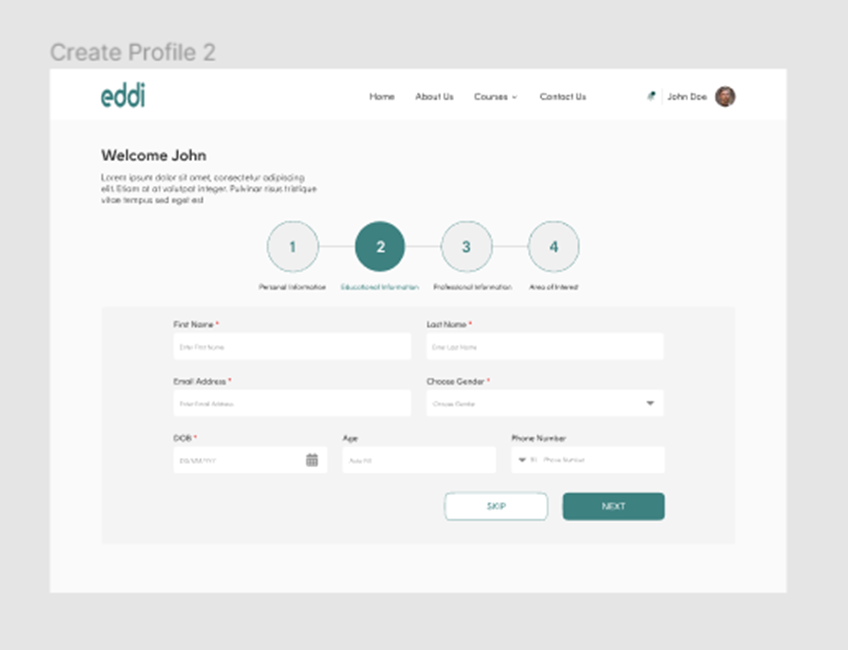 Create Profile 2
eddi
Home About Us Courses Contact Us
John Doe
Welcome John
Lorem ipsum dolor sit amet, consectetur adipiscing
elit. Etiam at at volutpat integer. Pulvinar risus tristique
vitae tempus sed eget est
1 2 3 4
Personal Information Educational Information Professional Information Area of Interest
First Name * Last Name *
Enter First Name Enter Last Name
Email Address * Choose Gender *
Enter Email Address Choose Gender
DOB * Age Phone Number
Phone Number
SKIP NEXT